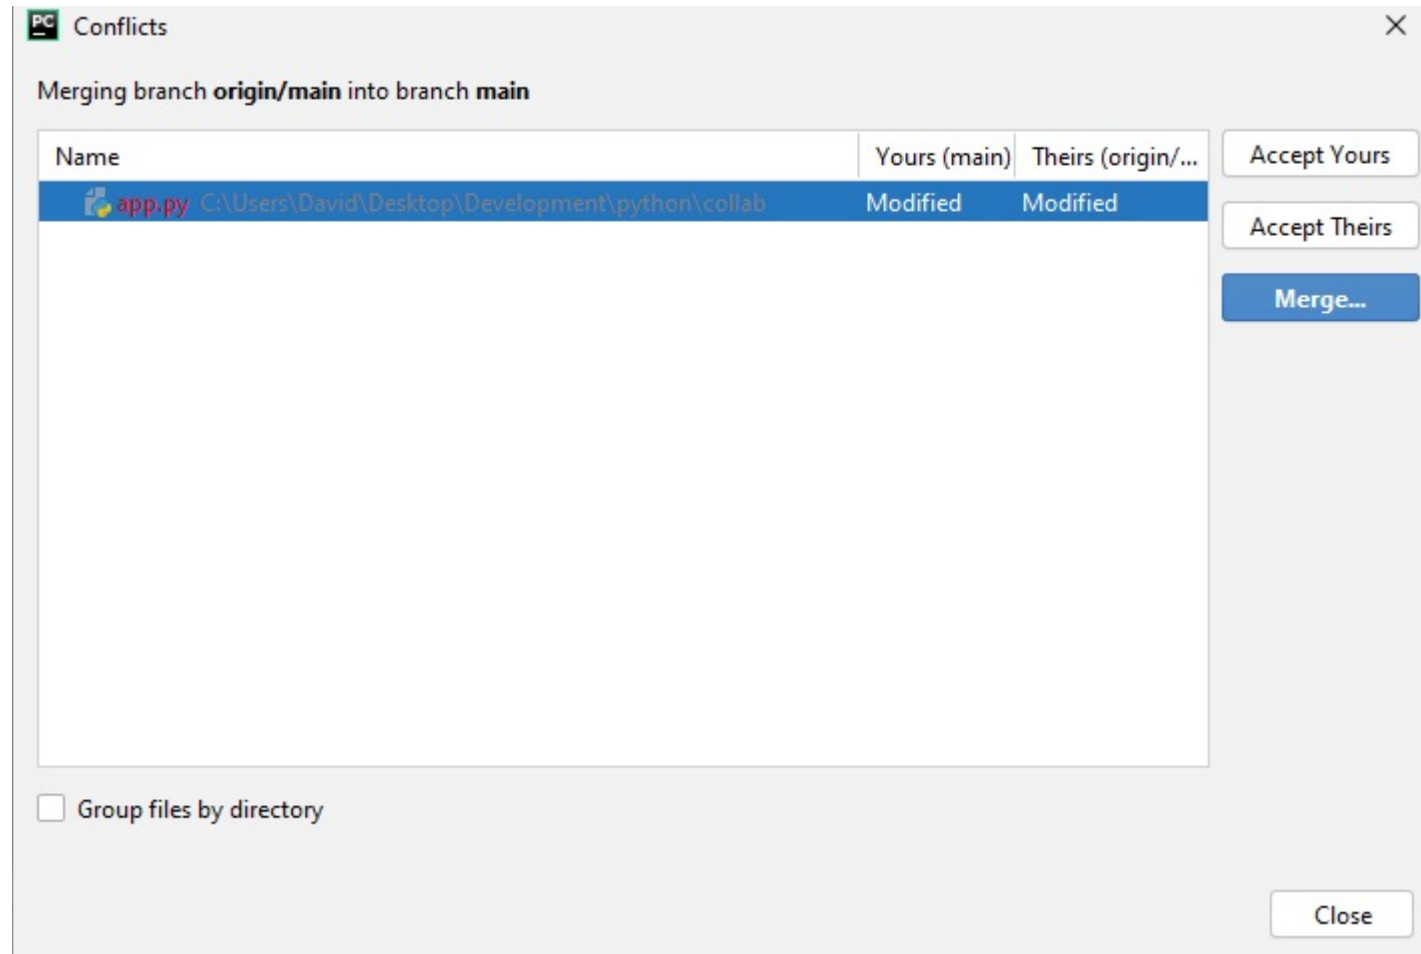 PC Conflicts
Merging branch origin/main into branch main
Name Yours (main) Theirs (origin/...
app.py C:\Users\David\Desktop\Development\python\collab Modified Modified
Accept Yours
Accept Theirs
Merge...
Group files by directory
Close